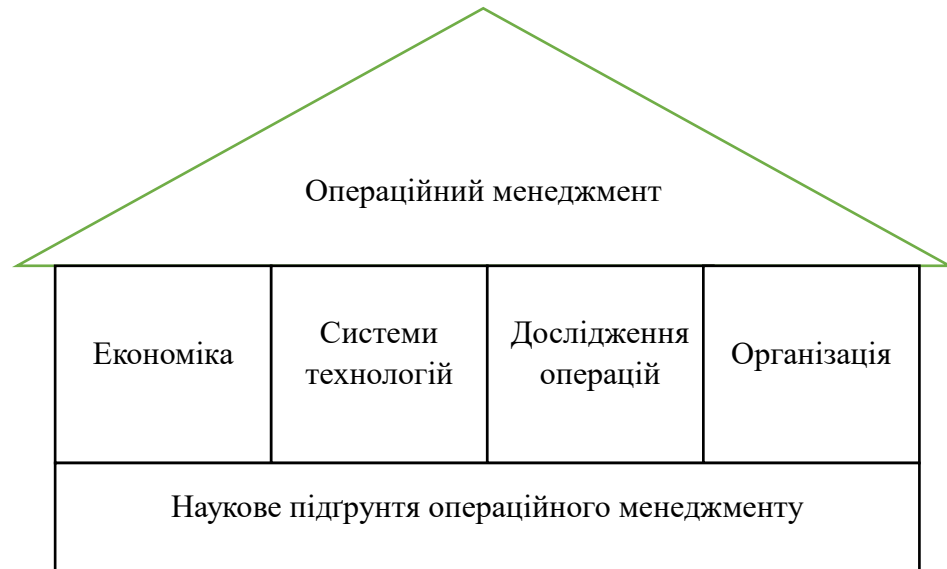 Операційний менеджмент
Економіка
Системи
технологій
Дослідження
операцій
Організація
Наукове підґрунтя операційного менеджменту